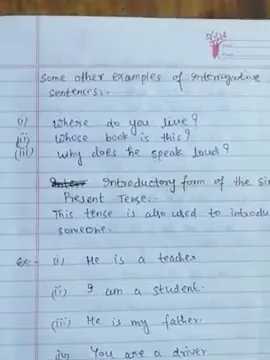 Some other examples of Interrogative
sentences:-
(i) Where do you live?
(ii) Whose book is this?
(iii) Why does he speak loud?
Introductory form of the
Present Tense:-
This tense is also used to
someone.
Ex:- (i) He is a teacher
(ii) I am a student.
(iii) He is my father.
(iv) You are a driver